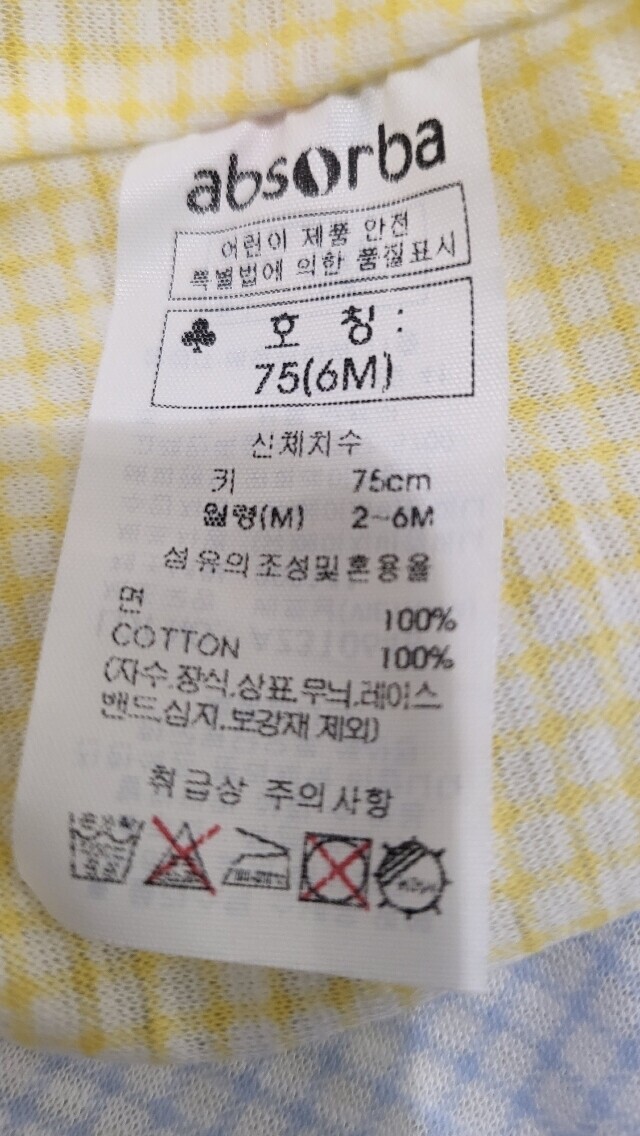 absorba
어린이 제품 안전
특별법에 의한 품질표시
♣ 호 칭 :
75(6M)
신체치수
키 75cm
월령(M) 2~6M
섬유의조성및혼용율
면 100%
COTTON 100%
(자수.장식.상표.무늬.레이스
밴드.심지.보강재 제외)
취급상 주의사항